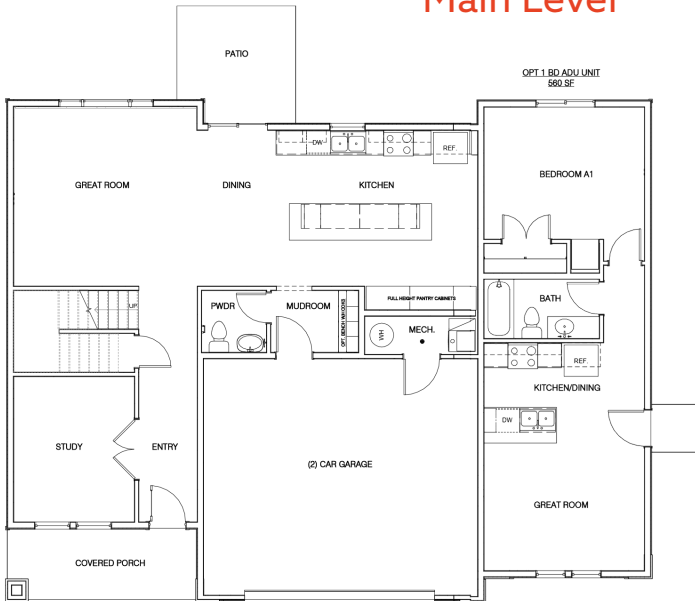 Main Level
PATIO
OPT 1 BD ADU UNIT
560 SF
DW
REF.
GREAT ROOM
DINING
KITCHEN
BEDROOM A1
UP
PWDR
MUDROOM
OPT. BENCH W/HOOKS
FULL HEIGHT PANTRY CABINETS
BATH
WH
MECH.
REF.
KITCHEN/DINING
DW
STUDY
ENTRY
(2) CAR GARAGE
GREAT ROOM
COVERED PORCH